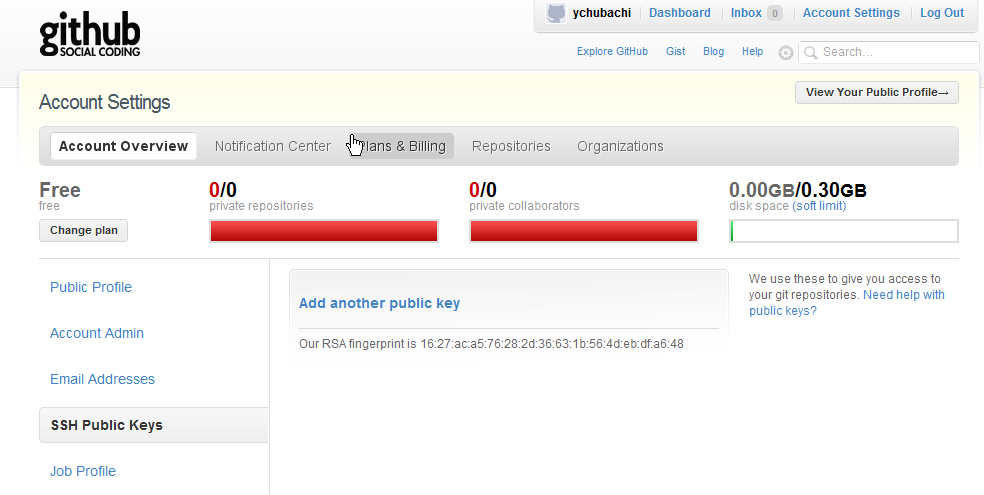 github
SOCIAL CODING
ychubachi
Dashboard
Inbox 0
Account Settings
Log Out
Explore GitHub
Gist
Blog
Help
Search...
Account Settings
View Your Public Profile→
Account Overview
Notification Center
Plans & Billing
Repositories
Organizations
Free
free
Change plan
0/0
private repositories
0/0
private collaborators
0.00GB/0.30GB
disk space (soft limit)
Public Profile
Account Admin
Email Addresses
SSH Public Keys
Job Profile
Add another public key
Our RSA fingerprint is 16:27:ac:a5:76:28:2d:36:63:1b:56:4d:eb:df:a6:48
We use these to give you access to
your git repositories. Need help with
public keys?